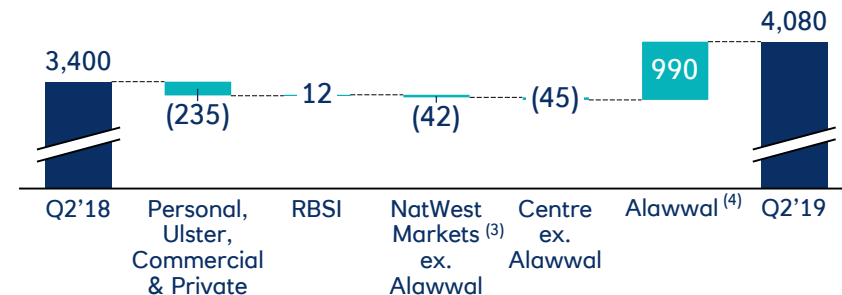 4,080
3,400
990
12
(45)
(235)
(42)
Q2’18
Personal,
Ulster,
Commercial
& Private
RBSI
NatWest
Markets (3)
ex.
Alawwal
Centre
ex.
Alawwal
Alawwal (4)
Q2’19